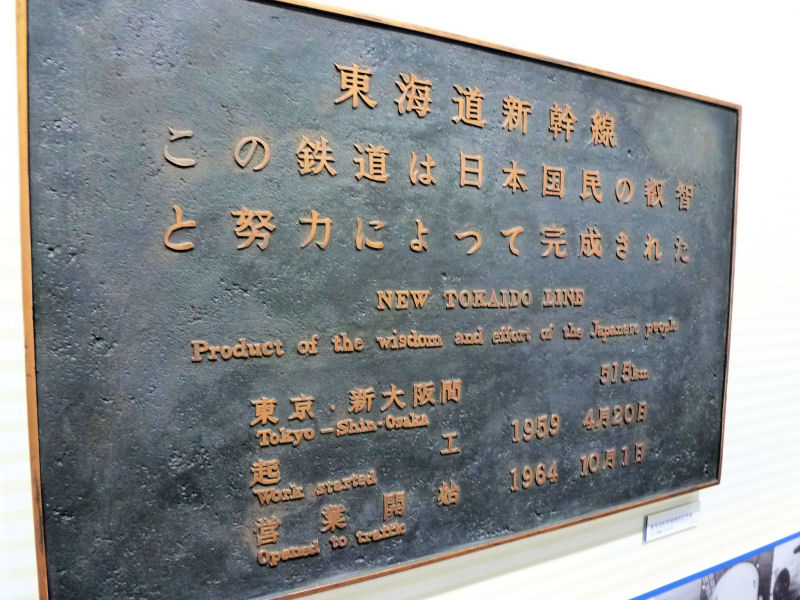 東海道新幹線
この鉄道は日本国民の叡智
と努力によつて完成された
NEW TOKAIDO LINE
Product of the wisdom and effort of the Japanese people
東京・新大阪間 515km
Tokyo-Shin-Osaka
起工 1959 4月20日
Work started
営業開始 1964 10月1日
Opened to traffic